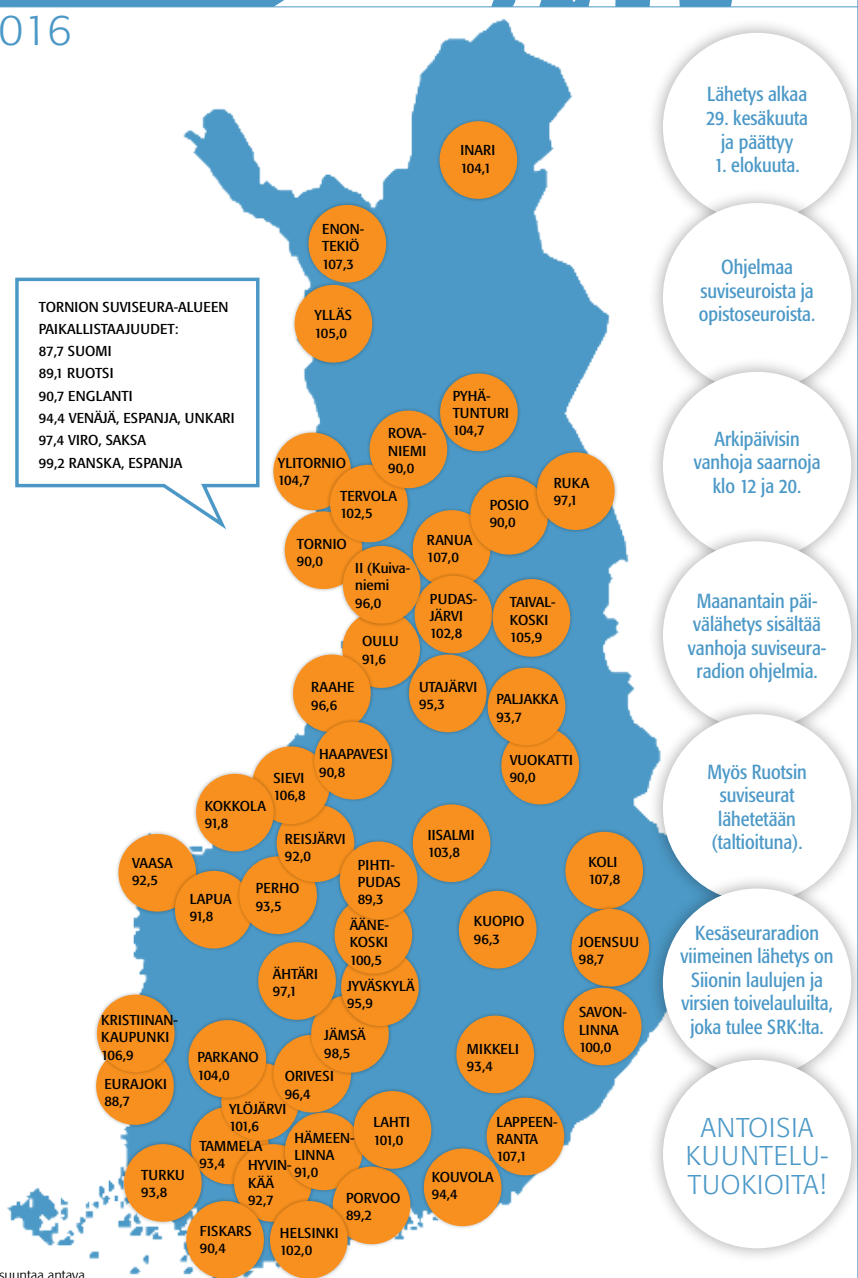 016
INARI
104,1
ENON-
TEKIÖ
107,3
YLLÄS
105,0
TORNION SUVISEURA-ALUEEN
PAIKALLISTAAJUUDET:
87,7 SUOMI
89,1 RUOTSI
90,7 ENGLANTI
94,4 VENÄJÄ, ESPANJA, UNKARI
97,4 VIRO, SAKSA
99,2 RANSKA, ESPANJA
PYHÄ-
TUNTURI
104,7
ROVA-
NIEMI
90,0
YLITORNIO
104,7
TERVOLA
102,5
RUKA
97,1
POSIO
90,0
TORNIO
90,0
RANUA
107,0
II (Kuiva-
niemi
96,0
PUDAS-
JÄRVI
102,8
TAIVAL-
KOSKI
105,9
OULU
91,6
RAAHE
96,6
UTAJÄRVI
95,3
PALJAKKA
93,7
HAAPAVESI
90,8
VUOKATTI
90,0
SIEVI
106,8
KOKKOLA
91,8
REISJÄRVI
92,0
IISALMI
103,8
VAASA
92,5
PIHTI-
PUDAS
89,3
KOLI
107,8
LAPUA
91,8
PERHO
93,5
ÄÄNE-
KOSKI
100,5
KUOPIO
96,3
JOENSUU
98,7
ÄHTÄRI
97,1
JYVÄSKYLÄ
95,9
KRISTIINAN-
KAUPUNKI
106,9
JÄMSÄ
98,5
SAVON-
LINNA
100,0
PARKANO
104,0
MIKKELI
93,4
EURAJOKI
88,7
ORIVESI
96,4
YLÖJÄRVI
101,6
LAHTI
101,0
LAPPEEN-
RANTA
107,1
TAMMELA
93,4
HÄMEEN-
LINNA
91,0
TURKU
93,8
HYVIN-
KÄÄ
92,7
KOUVOLA
94,4
PORVOO
89,2
FISKARS
90,4
HELSINKI
102,0
suuntaa antava
Lähetys alkaa
29. kesäkuuta
ja päättyy
1. elokuuta.
Ohjelmaa
suviseuroista ja
opistoseuroista.
Arkipäivisin
vanhoja saarnoja
klo 12 ja 20.
Maanantain päi-
välähetys sisältää
vanhoja suviseura-
radion ohjelmia.
Myös Ruotsin
suviseurat
lähetetään
(taltioituna).
Kesäseuraradion
viimeinen lähetys on
Siionin laulujen ja
virsien toivelauluilta,
joka tulee SRK:lta.
ANTOISIA
KUUNTELU-
TUOKIOITA!